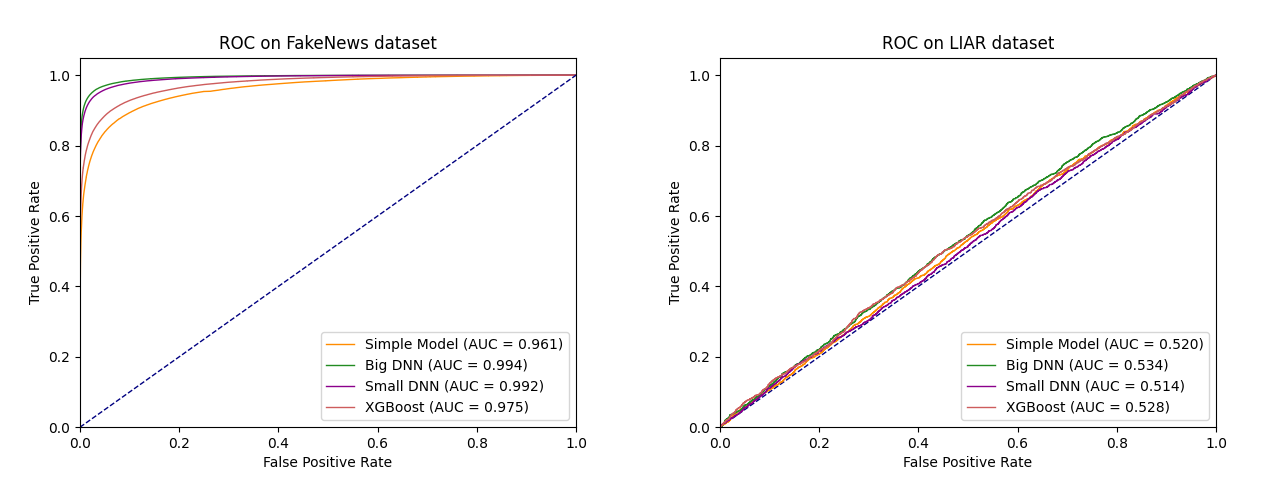 ROC on FakeNews dataset
True Positive Rate
1.0
0.8
0.6
0.4
0.2
0.0
Simple Model (AUC = 0.961)
Big DNN (AUC = 0.994)
Small DNN (AUC = 0.992)
XGBoost (AUC = 0.975)
0.0 0.2 0.4 0.6 0.8 1.0
False Positive Rate
ROC on LIAR dataset
True Positive Rate
1.0
0.8
0.6
0.4
0.2
0.0
Simple Model (AUC = 0.520)
Big DNN (AUC = 0.534)
Small DNN (AUC = 0.514)
XGBoost (AUC = 0.528)
0.0 0.2 0.4 0.6 0.8 1.0
False Positive Rate